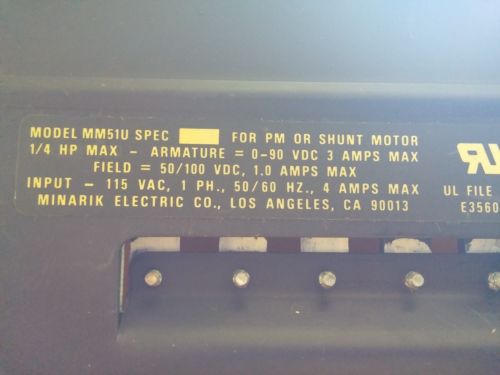 MODEL MM51U SPEC FOR PM OR SHUNT MOTOR
1/4 HP MAX - ARMATURE = 0-90 VDC 3 AMPS MAX
FIELD = 50/100 VDC, 1.0 AMPS MAX
INPUT - 115 VAC, 1 PH., 50/60 HZ., 4 AMPS MAX
MINARIK ELECTRIC CO., LOS ANGELES, CA 90013
UL FILE
E3560